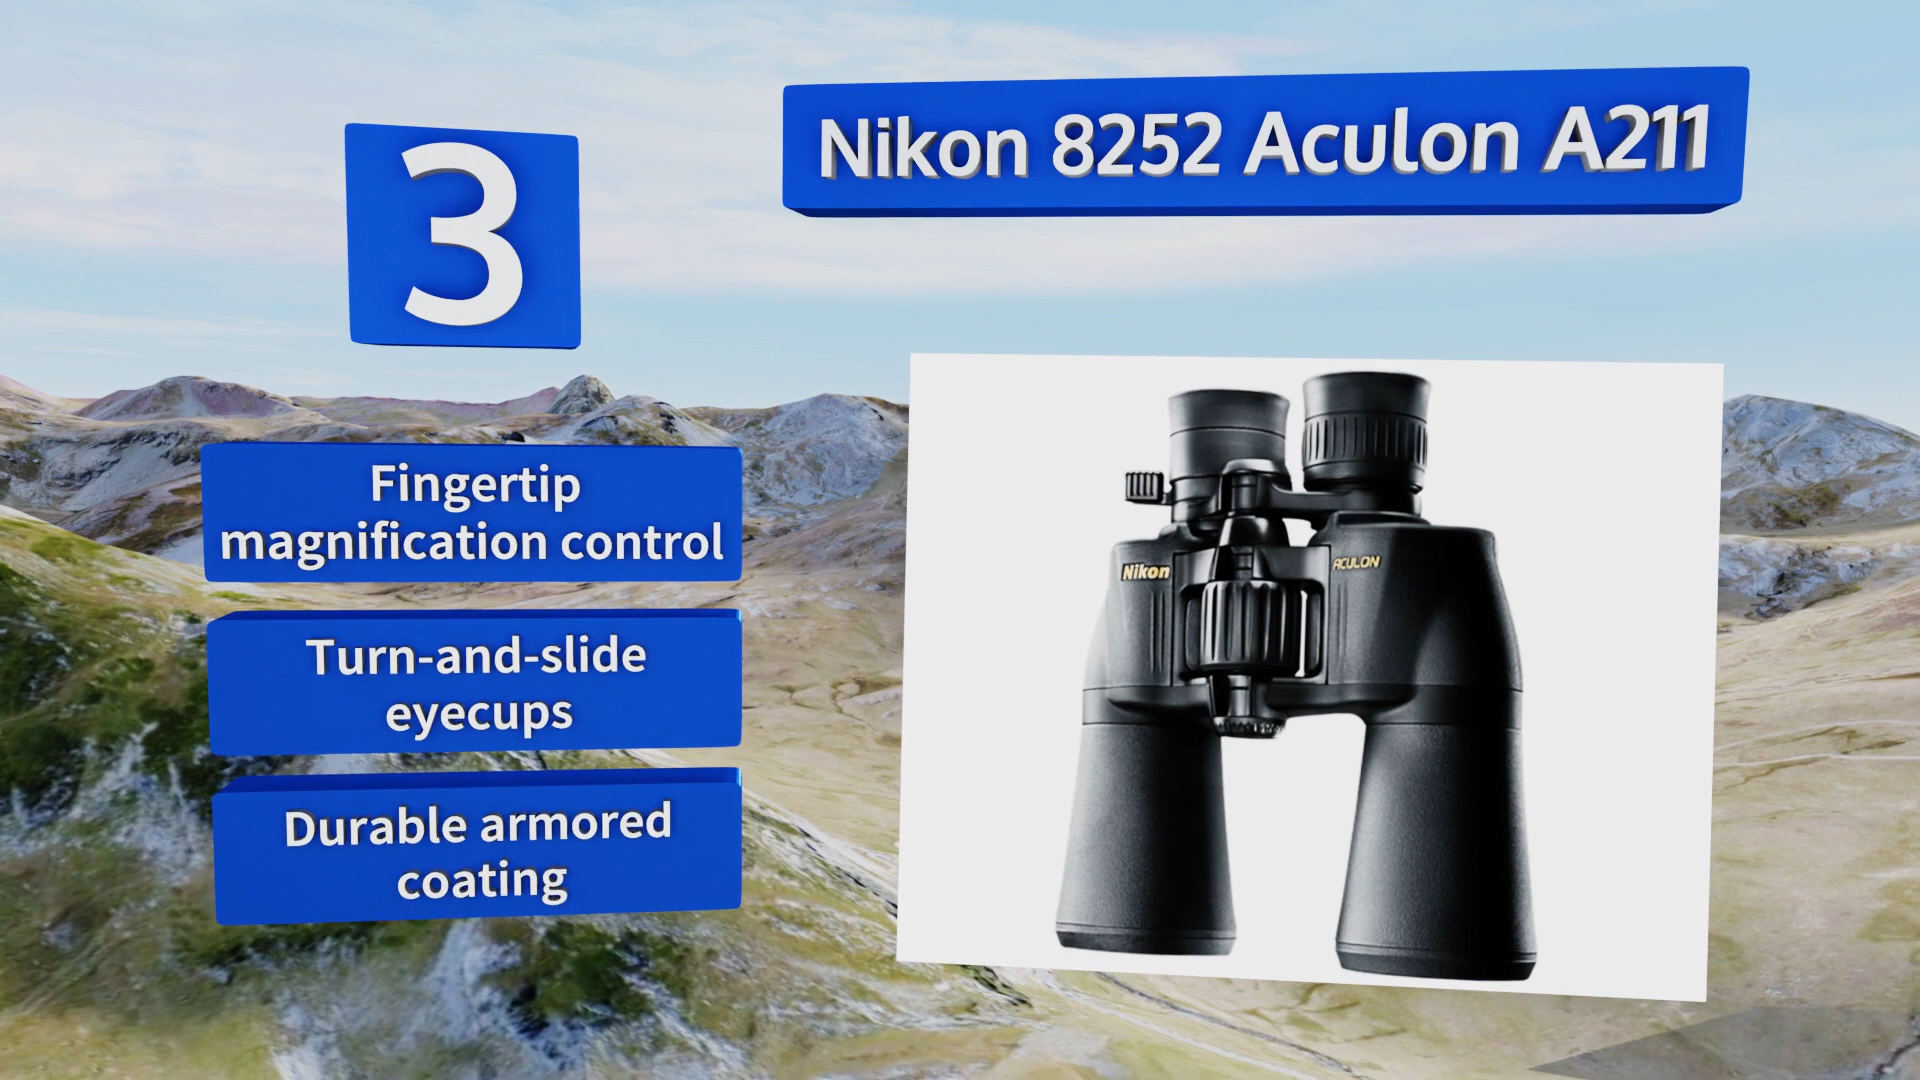 3
Nikon 8252 Aculon A211
Fingertip
magnification control
Turn-and-slide
eyecups
Durable armored
coating
Nikon
ACULON